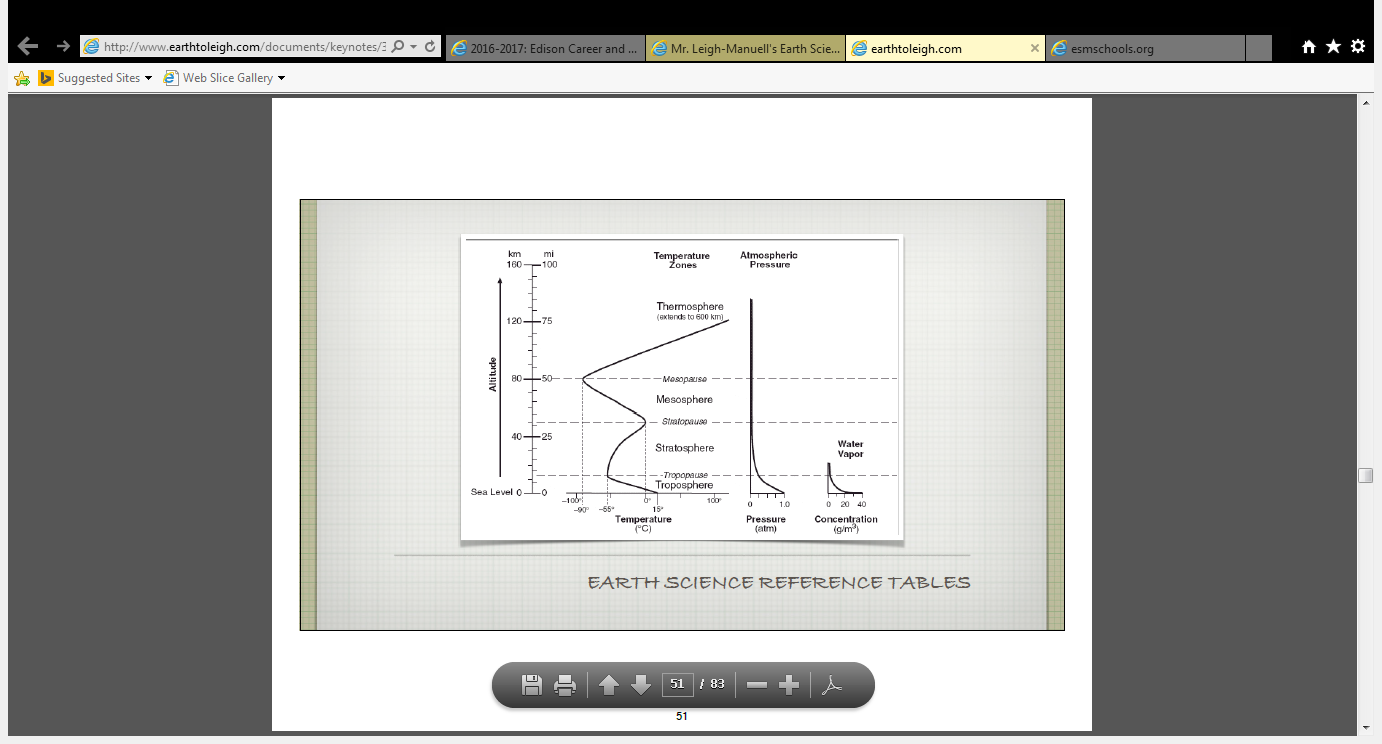 http://www.earthtoleigh.com/documents/keynotes/3
2016-2017: Edison Career and ...
Mr. Leigh-Manuell's Earth Scie...
earthtoleigh.com
esmschools.org
Suggested Sites
Web Slice Gallery
km mi
160 100
Temperature Zones
Atmospheric Pressure
Thermosphere
(extends to 600 km)
120 75
Altitude
80 50
Mesopause
Mesosphere
Stratopause
40 25
Stratosphere
Water Vapor
Tropopause
Troposphere
Sea Level 0 0
–100° 0° 100°
–90° –55° 15°
0 1.0
0 20 40
Temperature
(°C)
Pressure
(atm)
Concentration
(g/m³)
EARTH SCIENCE REFERENCE TABLES
51 / 83
51